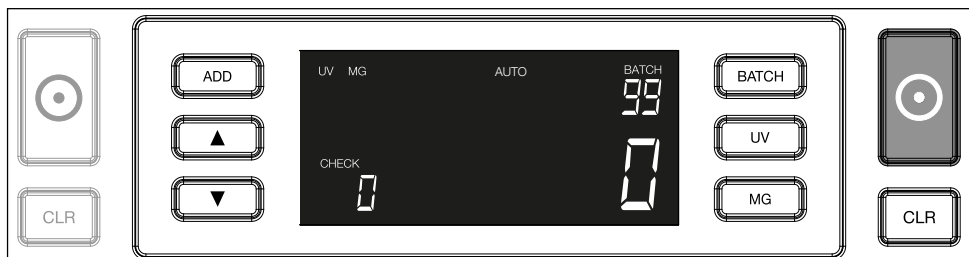 ADD
UV MG AUTO BATCH
99
BATCH
▲
UV
CHECK
0
0
▼
MG
CLR
CLR